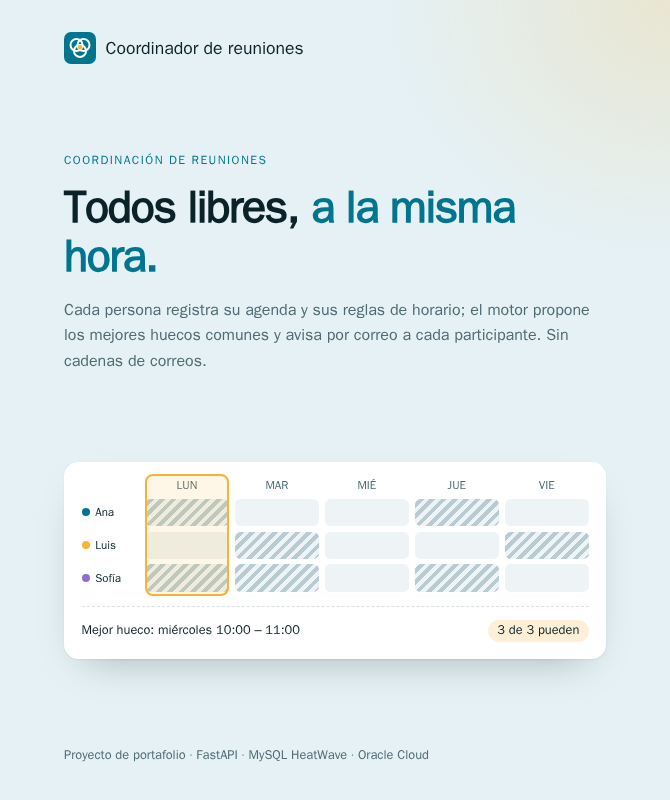 Coordinador de reuniones
COORDINACIÓN DE REUNIONES
Todos libres, a la misma
hora.
Cada persona registra su agenda y sus reglas de horario; el motor propone
los mejores huecos comunes y avisa por correo a cada participante. Sin
cadenas de correos.
LUN MAR MIÉ JUE VIE
Ana
Luis
Sofía
Mejor hueco: miércoles 10:00 – 11:00 3 de 3 pueden
Proyecto de portafolio · FastAPI · MySQL HeatWave · Oracle Cloud